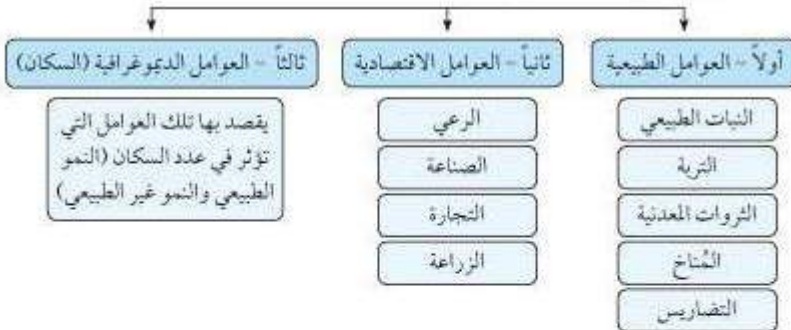 أولاً - العوامل الطبيعية
النبات الطبيعي
التربة
الثروات المعدنية
المُناخ
التضاريس
ثانياً - العوامل الاقتصادية
الرعي
الصناعة
التجارة
الزراعة
ثالثاً - العوامل الديموغرافية (السكان)
يقصد بها تلك العوامل التي
تؤثر في عدد السكان (النمو
الطبيعي والنمو غير الطبيعي)